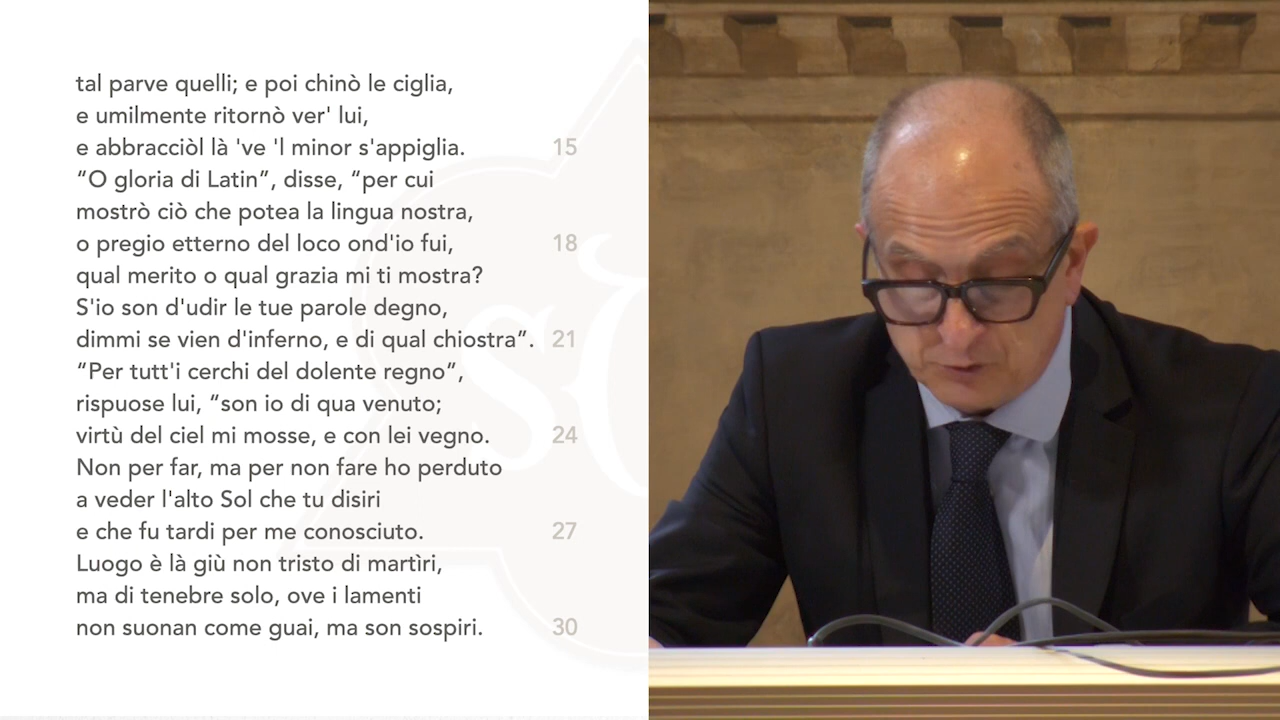 tal parve quelli; e poi chinò le ciglia,
e umilmente ritornò ver' lui,
e abbracciòl là 've 'l minor s'appiglia. 15
“O gloria di Latin”, disse, “per cui
mostrò ciò che potea la lingua nostra,
o pregio etterno del loco ond'io fui, 18
qual merito o qual grazia mi ti mostra?
S'io son d'udir le tue parole degno,
dimmi se vien d'inferno, e di qual chiostra”. 21
“Per tutt'i cerchi del dolente regno”,
rispuose lui, “son io di qua venuto;
virtù del ciel mi mosse, e con lei vegno. 24
Non per far, ma per non fare ho perduto
a veder l'alto Sol che tu disiri
e che fu tardi per me conosciuto. 27
Luogo è là giù non tristo di martìri,
ma di tenebre solo, ove i lamenti
non suonan come guai, ma son sospiri. 30